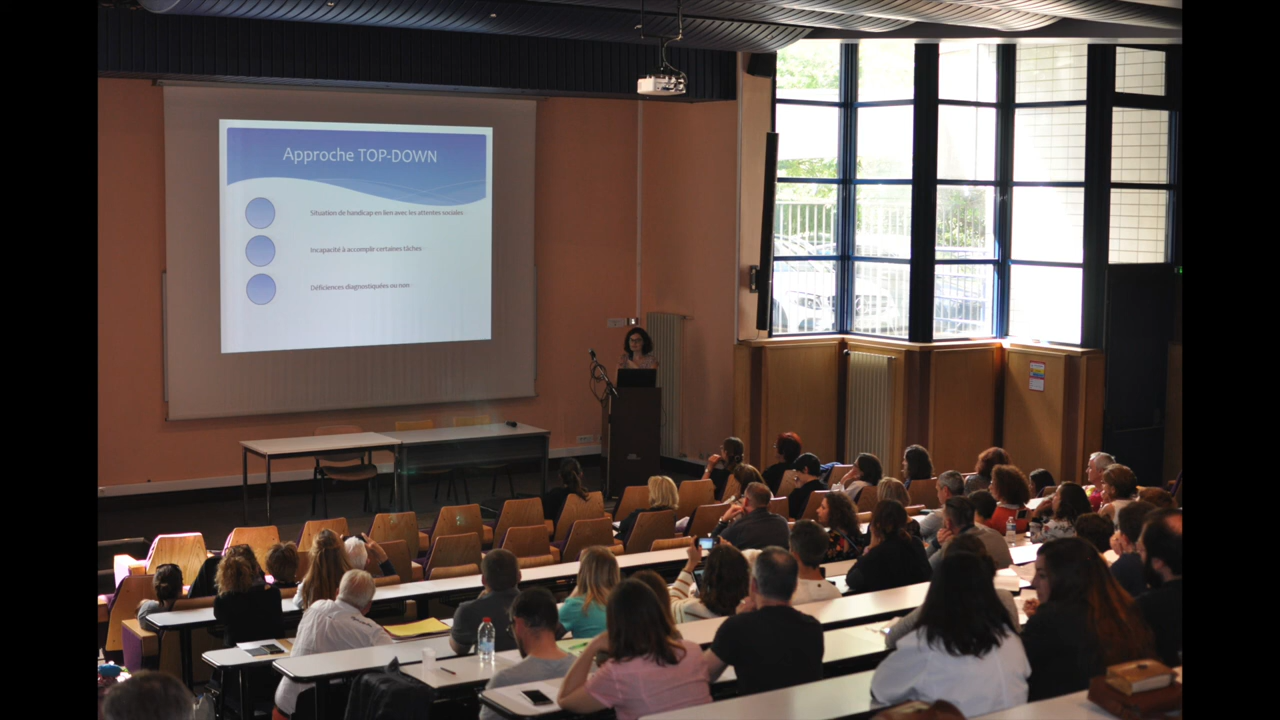 Approche TOP-DOWN
Situation de handicap en lien avec les attentes sociales
Incapacité à accomplir certaines tâches
Déficiences diagnostiquées ou non